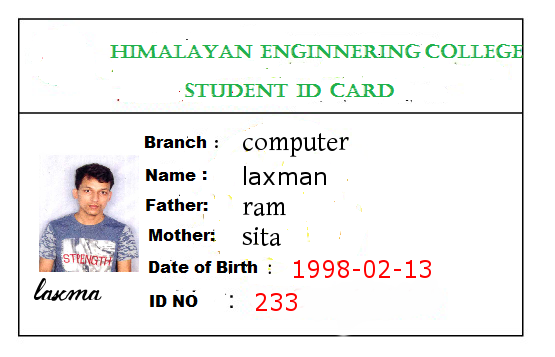 HIMALAYAN ENGINNERING COLLEGE
STUDENT ID CARD
Branch : computer
Name : laxman
Father: ram
Mother: sita
STRENGTH
Date of Birth : 1998-02-13
laxma
ID NO : 233